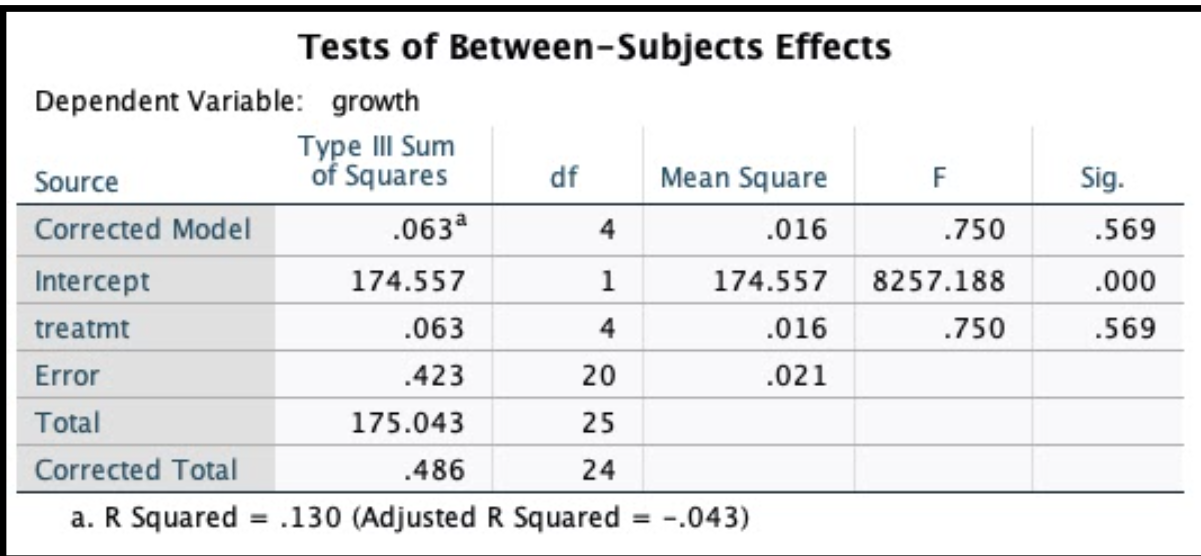 Tests of Between-Subjects Effects
Dependent Variable: growth
Source Type III Sum of Squares df Mean Square F Sig.
Corrected Model .063a 4 .016 .750 .569
Intercept 174.557 1 174.557 8257.188 .000
treatmt .063 4 .016 .750 .569
Error .423 20 .021
Total 175.043 25
Corrected Total .486 24
a. R Squared = .130 (Adjusted R Squared = -.043)